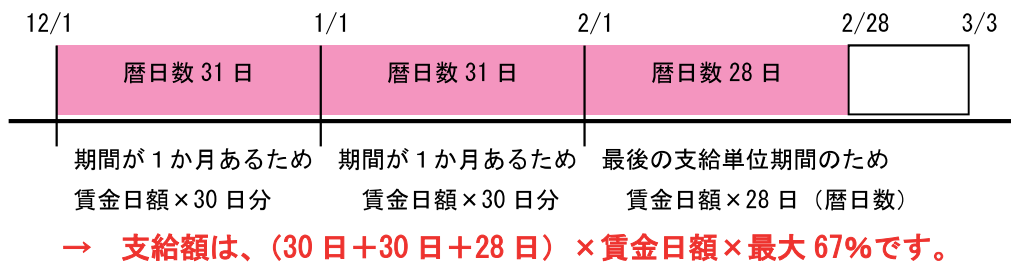 12/1 1/1 2/1 2/28 3/3
暦日数 31 日 暦日数 31 日 暦日数 28 日
期間が１か月あるため 期間が１か月あるため 最後の支給単位期間のため
賃金日額×30 日分 賃金日額×30 日分 賃金日額×28 日（暦日数）
→　支給額は、（30 日＋30 日＋28 日）×賃金日額×最大 67％です。